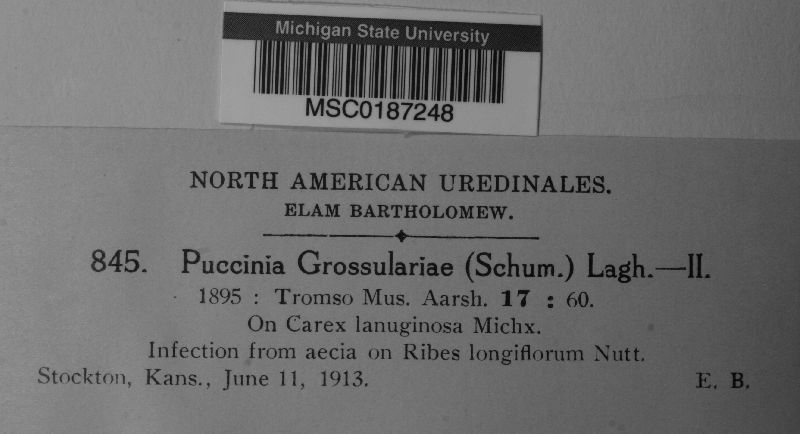 Michigan State University
MSC0187248
NORTH AMERICAN UREDINALES.
ELAM BARTHOLOMEW.
845. Puccinia Grossulariae (Schum.) Lagh.—II.
1895 : Tromso Mus. Aarsh. 17 : 60.
On Carex lanuginosa Michx.
Infection from aecia on Ribes longiflorum Nutt.
Stockton, Kans., June 11, 1913. E. B.